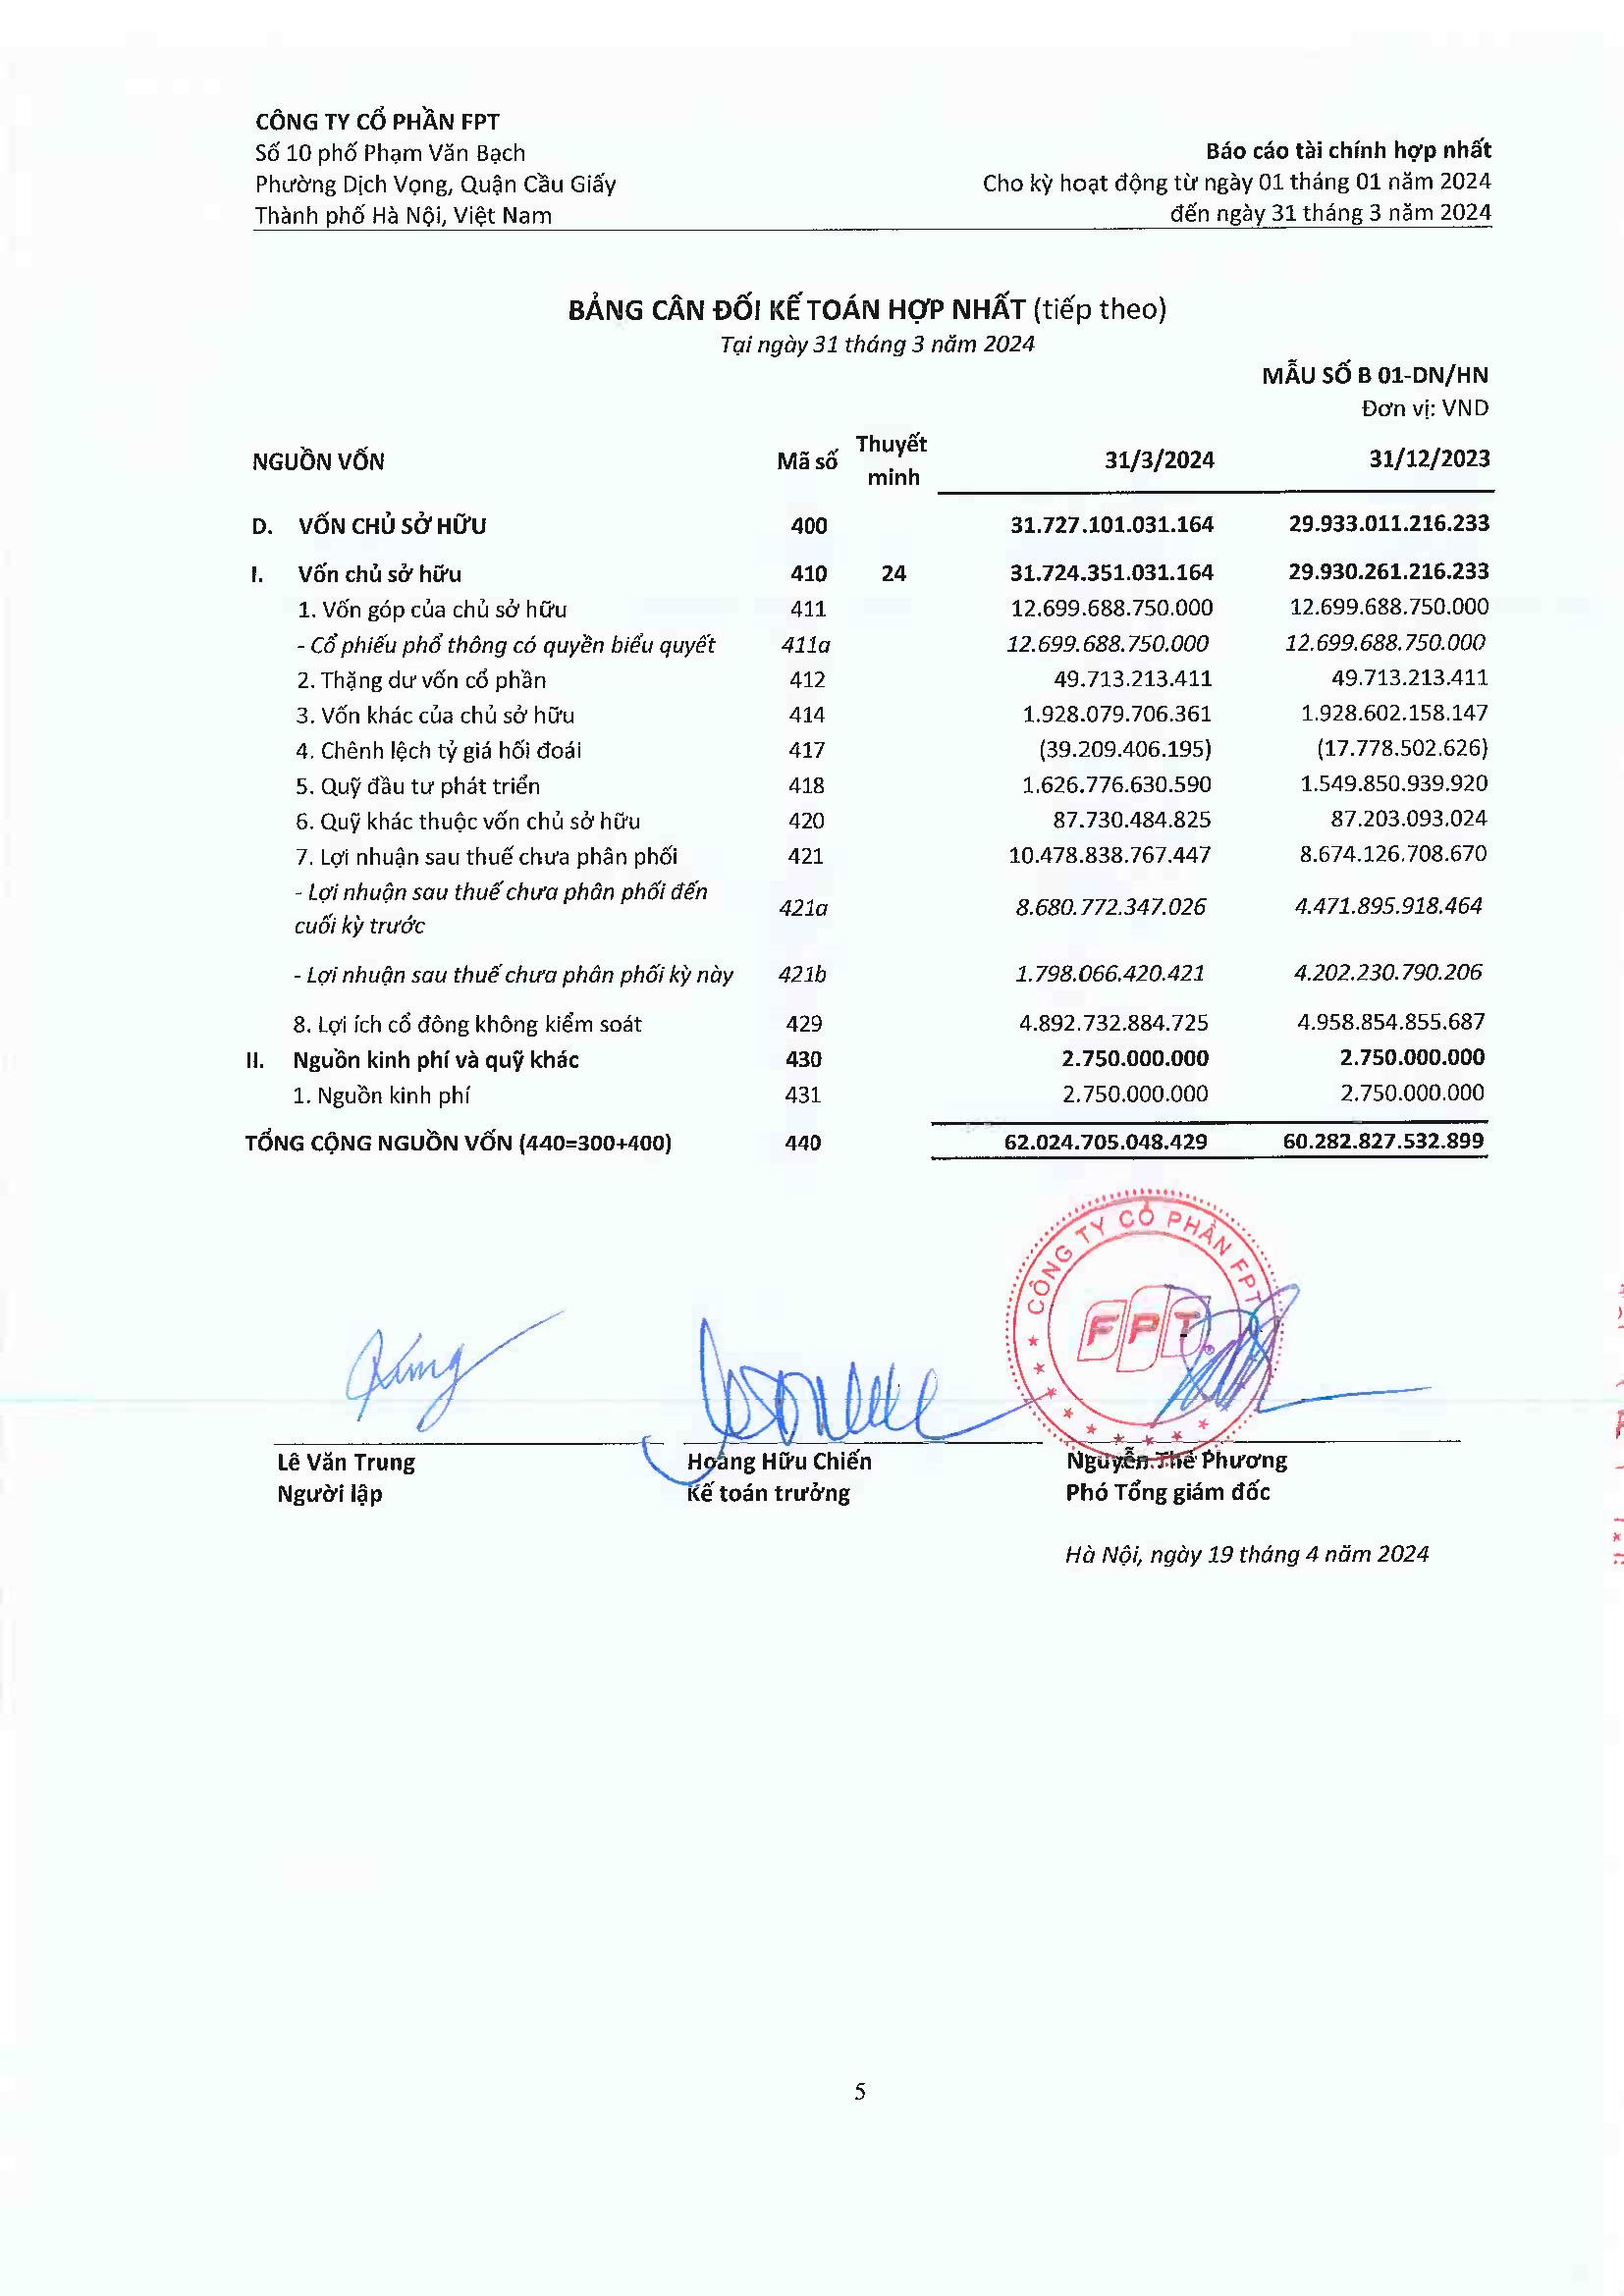 CÔNG TY CỔ PHẦN FPT
Số 10 phố Phạm Văn Bạch
Phường Dịch Vọng, Quận Cầu Giấy
Thành phố Hà Nội, Việt Nam
Báo cáo tài chính hợp nhất
Cho kỳ hoạt động từ ngày 01 tháng 01 năm 2024
đến ngày 31 tháng 3 năm 2024
BẢNG CÂN ĐỐI KẾ TOÁN HỢP NHẤT (tiếp theo)
Tại ngày 31 tháng 3 năm 2024
MẪU SỐ B 01-DN/HN
Đơn vị: VND
NGUỒN VỐN Mã số Thuyết minh 31/3/2024 31/12/2023
D. VỐN CHỦ SỞ HỮU 400 31.727.101.031.164 29.933.011.216.233
I. Vốn chủ sở hữu 410 24 31.724.351.031.164 29.930.261.216.233
1. Vốn góp của chủ sở hữu 411 12.699.688.750.000 12.699.688.750.000
- Cổ phiếu phổ thông có quyền biểu quyết 411a 12.699.688.750.000 12.699.688.750.000
2. Thặng dư vốn cổ phần 412 49.713.213.411 49.713.213.411
3. Vốn khác của chủ sở hữu 414 1.928.079.706.361 1.928.602.158.147
4. Chênh lệch tỷ giá hối đoái 417 (39.209.406.195) (17.778.502.626)
5. Quỹ đầu tư phát triển 418 1.626.776.630.590 1.549.850.939.920
6. Quỹ khác thuộc vốn chủ sở hữu 420 87.730.484.825 87.203.093.024
7. Lợi nhuận sau thuế chưa phân phối 421 10.478.838.767.447 8.674.126.708.670
- Lợi nhuận sau thuế chưa phân phối đến
cuối kỳ trước 421a 8.680.772.347.026 4.471.895.918.464
- Lợi nhuận sau thuế chưa phân phối kỳ này 421b 1.798.066.420.421 4.202.230.790.206
8. Lợi ích cổ đông không kiểm soát 429 4.892.732.884.725 4.958.854.855.687
II. Nguồn kinh phí và quỹ khác 430 2.750.000.000 2.750.000.000
1. Nguồn kinh phí 431 2.750.000.000 2.750.000.000
TỔNG CỘNG NGUỒN VỐN (440=300+400) 440 62.024.705.048.429 60.282.827.532.899
CÔNG TY CỔ PHẦN FPT
FPT
Lê Văn Trung
Người lập
Hoàng Hữu Chiến
Kế toán trưởng
Nguyễn Thế Phương
Phó Tổng giám đốc
Hà Nội, ngày 19 tháng 4 năm 2024
5